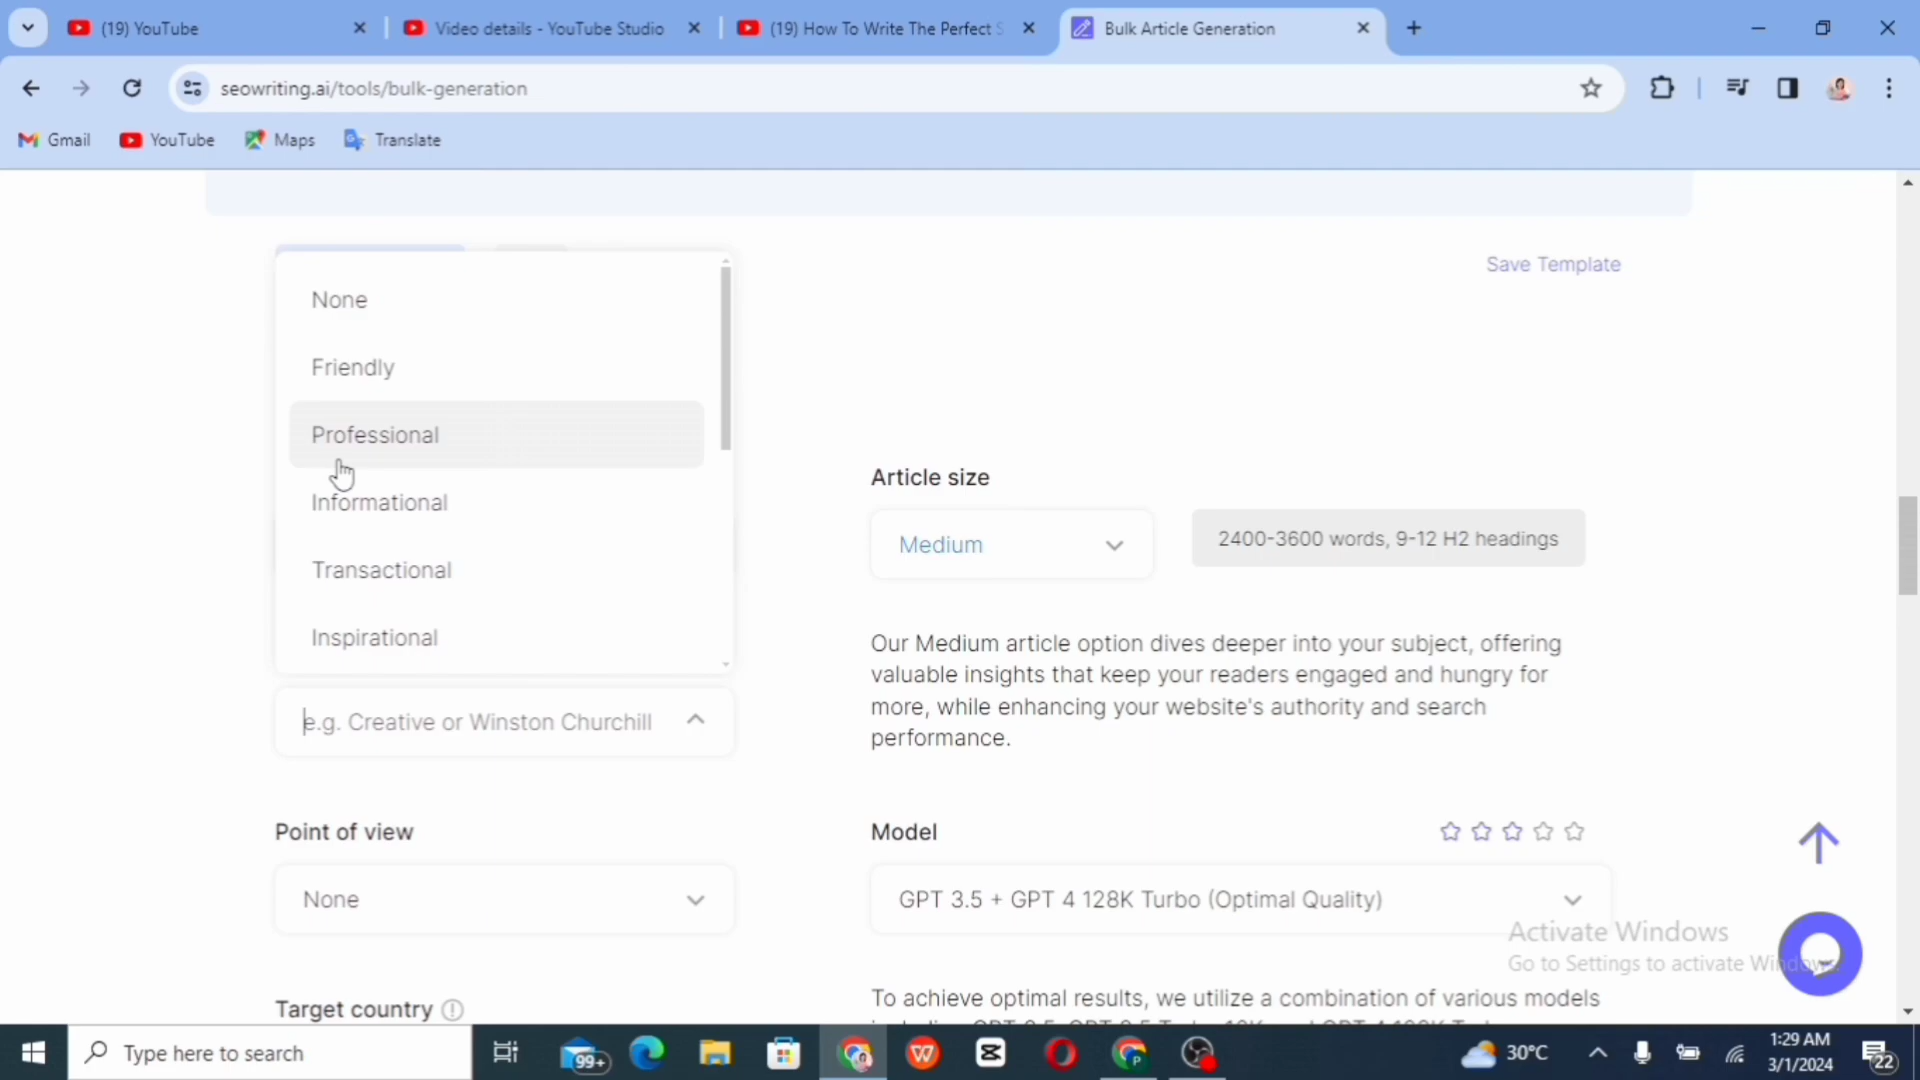 (19) YouTube
Video details - YouTube Studio
(19) How To Write The Perfect S
Bulk Article Generation
seowriting.ai/tools/bulk-generation
Gmail
YouTube
Maps
Translate
Save Template
None
Friendly
Professional
Informational
Transactional
Inspirational
e.g. Creative or Winston Churchill
Article size
Medium
2400-3600 words, 9-12 H2 headings
Our Medium article option dives deeper into your subject, offering
valuable insights that keep your readers engaged and hungry for
more, while enhancing your website's authority and search
performance.
Point of view
None
Model
GPT 3.5 + GPT 4 128K Turbo (Optimal Quality)
Activate Windows
Go to Settings to activate Windows.
Target country
To achieve optimal results, we utilize a combination of various models
Type here to search
99+
30°C
1:29 AM
3/1/2024
22